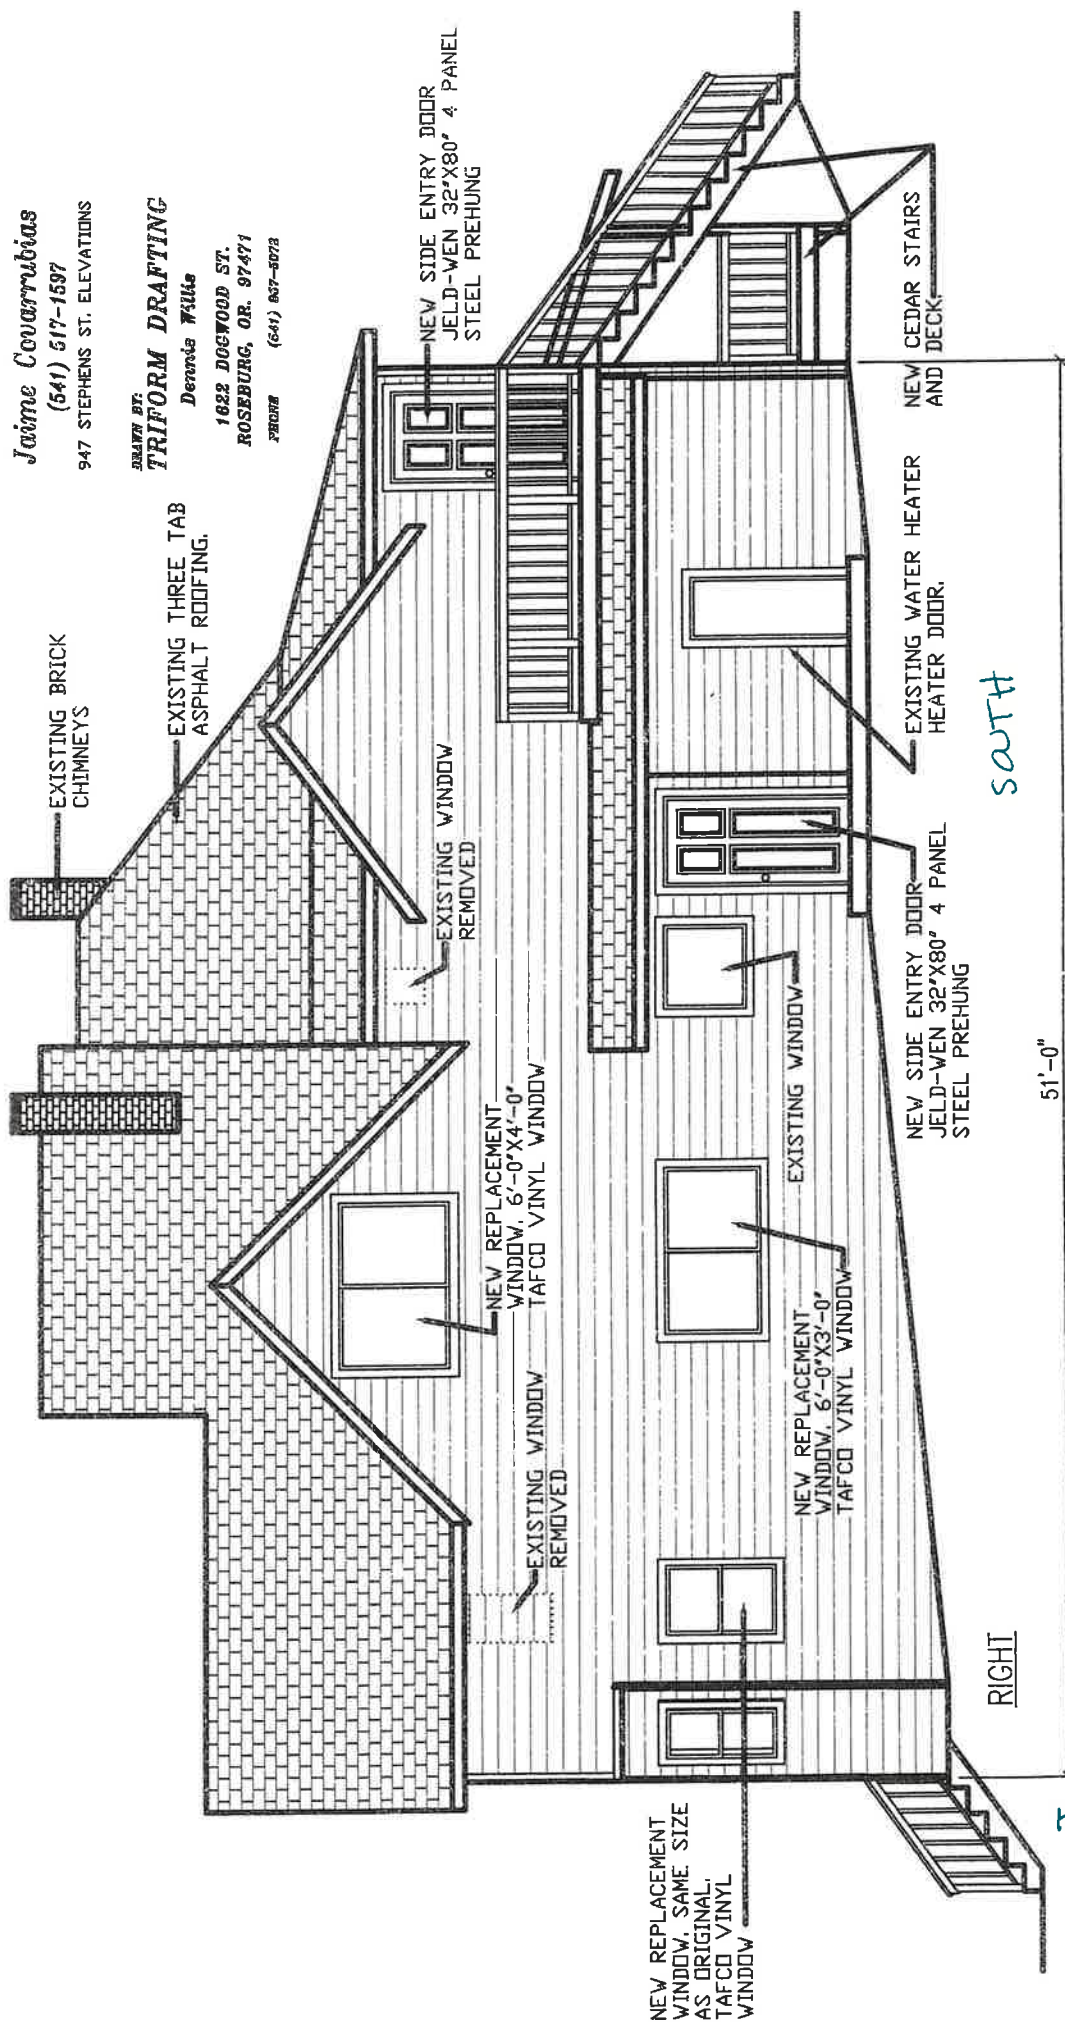 Jaime Covarrubias
(541) 517-1597
947 STEPHENS ST. ELEVATIONS
DRAWN BY:
TRIFORM DRAFTING
Dennis Willis
1622 DOGWOOD ST.
ROSEBURG, OR. 97471
PHONE (541) 957-5072
EXISTING BRICK
CHIMNEYS
EXISTING THREE TAB
ASPHALT ROOFING.
NEW SIDE ENTRY DOOR
JELD-WEN 32"X80" 4 PANEL
STEEL PREHUNG
EXISTING WINDOW
REMOVED
NEW REPLACEMENT
WINDOW, 6'-0"X4'-0"
TAFCO VINYL WINDOW
EXISTING WINDOW
REMOVED
NEW REPLACEMENT
WINDOW, SAME SIZE
AS ORIGINAL.
TAFCO VINYL
WINDOW
NEW REPLACEMENT
WINDOW, 6'-0"X3'-0"
TAFCO VINYL WINDOW
EXISTING WINDOW
NEW SIDE ENTRY DOOR
JELD-WEN 32"X80" 4 PANEL
STEEL PREHUNG
EXISTING WATER HEATER
HEATER DOOR.
NEW CEDAR STAIRS
AND DECK.
RIGHT
SOUTH
51'-0"